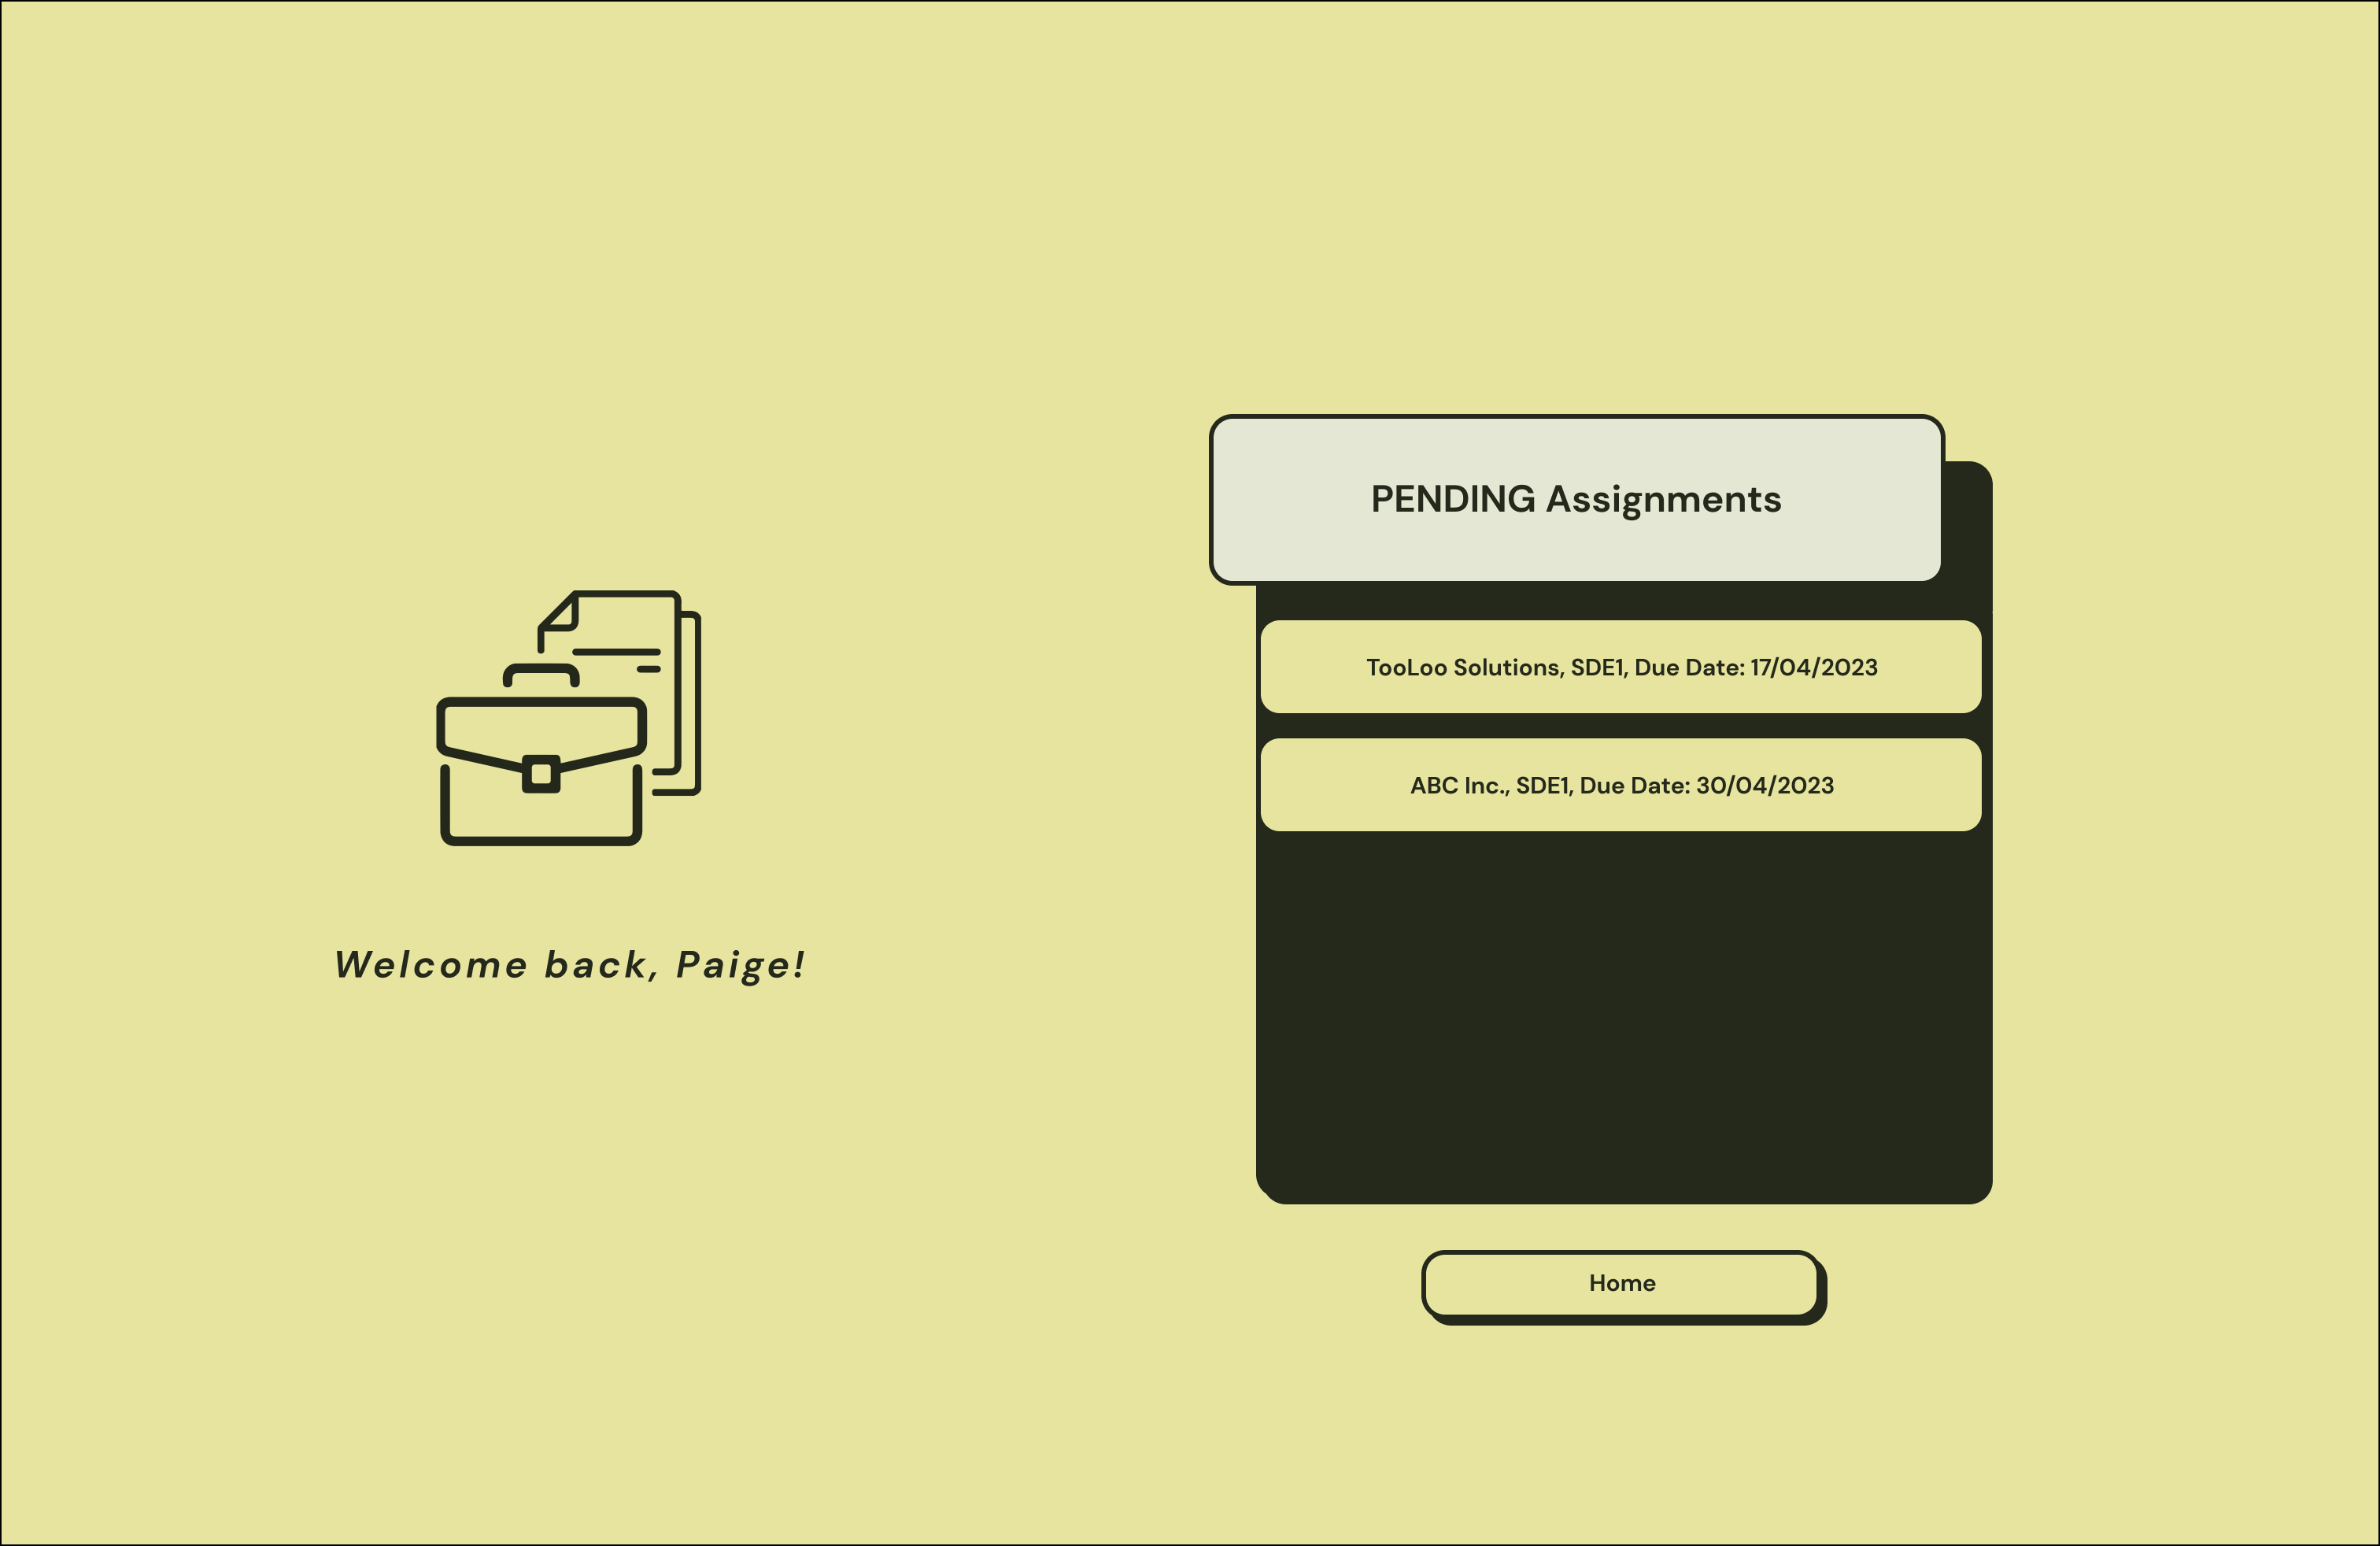 Welcome back, Paige!
PENDING Assignments
TooLoo Solutions, SDE1, Due Date: 17/04/2023
ABC Inc., SDE1, Due Date: 30/04/2023
Home